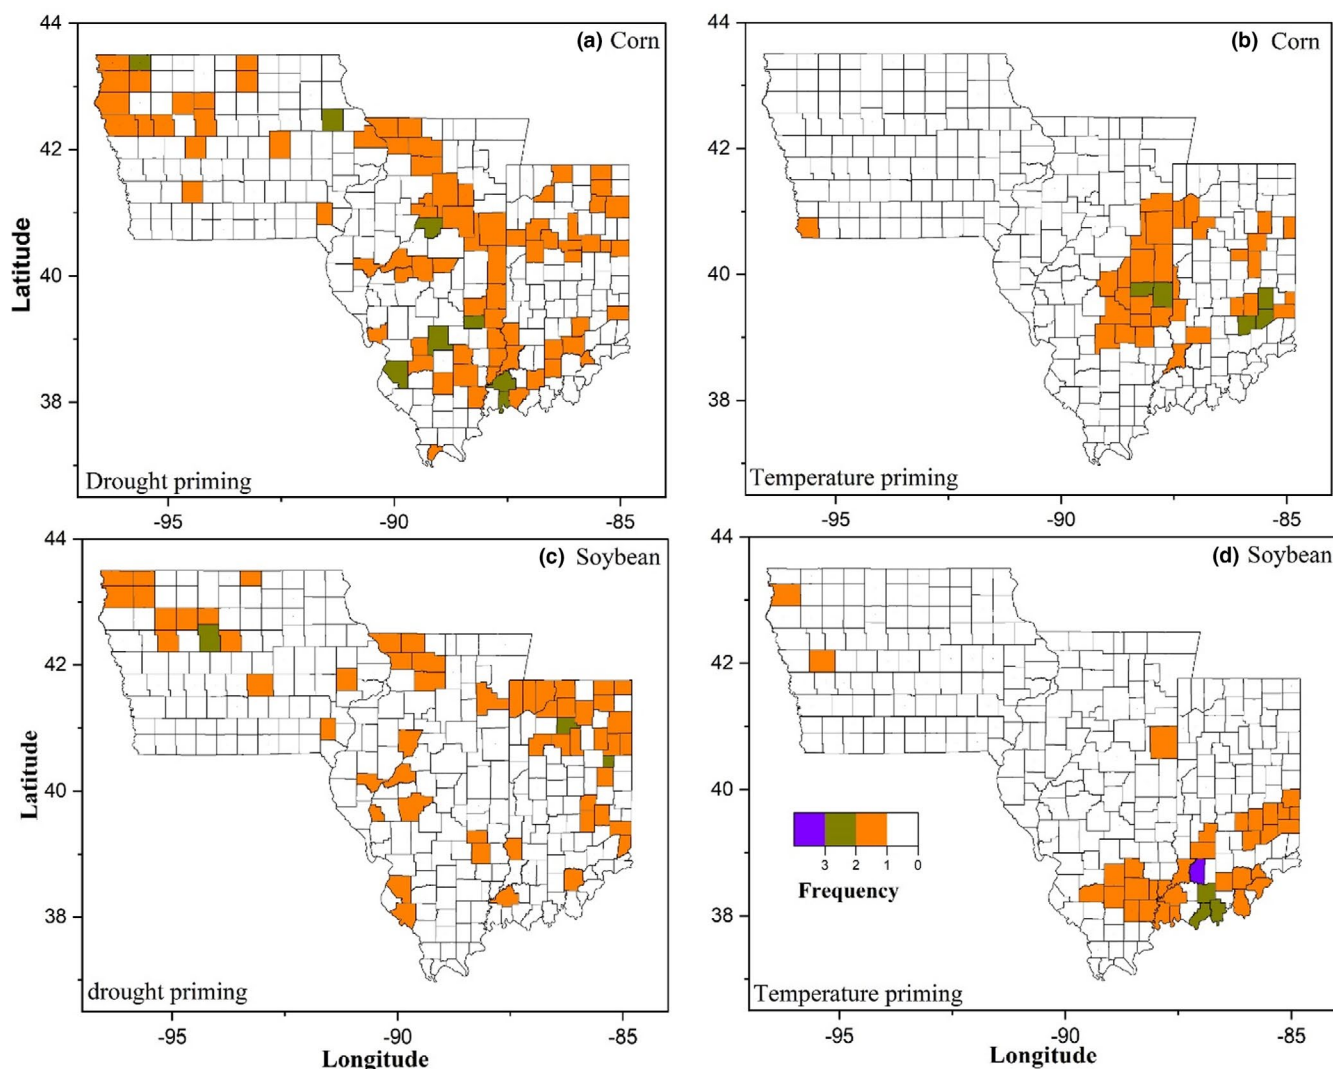 44
42
40
38
Latitude
(a) Corn
Drought priming
-95
-90
-85
44
42
40
38
(b) Corn
Temperature priming
-95
-90
-85
44
42
40
38
Latitude
(c) Soybean
drought priming
-95
-90
-85
Longitude
44
42
40
38
(d) Soybean
3 2 1 0
Frequency
Temperature priming
-95
-90
-85
Longitude